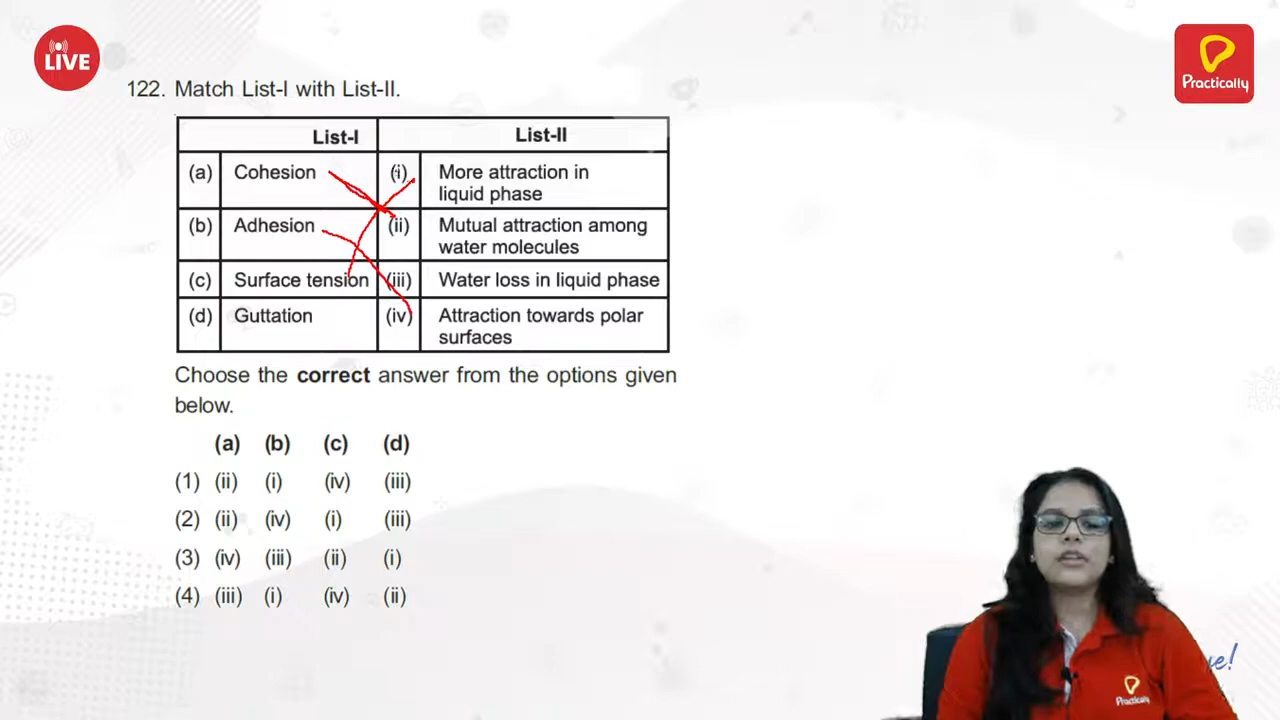 LIVE
Practically
122. Match List-I with List-II.
List-I List-II
(a) Cohesion (i) More attraction in
liquid phase
(b) Adhesion (ii) Mutual attraction among
water molecules
(c) Surface tension (iii) Water loss in liquid phase
(d) Guttation (iv) Attraction towards polar
surfaces
Choose the correct answer from the options given
below.
(a) (b) (c) (d)
(1) (ii) (i) (iv) (iii)
(2) (ii) (iv) (i) (iii)
(3) (iv) (iii) (ii) (i)
(4) (iii) (i) (iv) (ii)
Practically